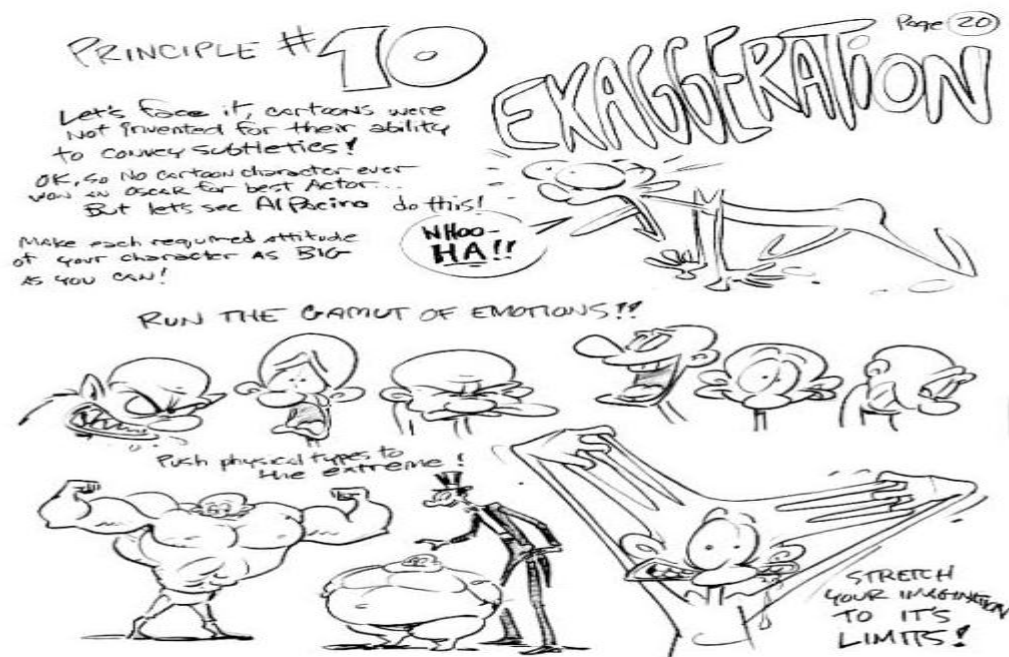 Page 20
PRINCIPLE #10
EXAGGERATION
Let's face it, cartoons were
Not invented for their ability
to convey subtleties!
OK, so No cartoon character ever
won an OSCAR for best Actor...
But let's see Al Pacino do this!
WHoo-
HA!!
Make each required attitude
of your character AS BIG
AS YOU CAN!
RUN THE GAMUT OF EMOTIONS!!
Push physical types to
the extreme!
STRETCH
YOUR IMAGINATION
TO IT'S
LIMITS!